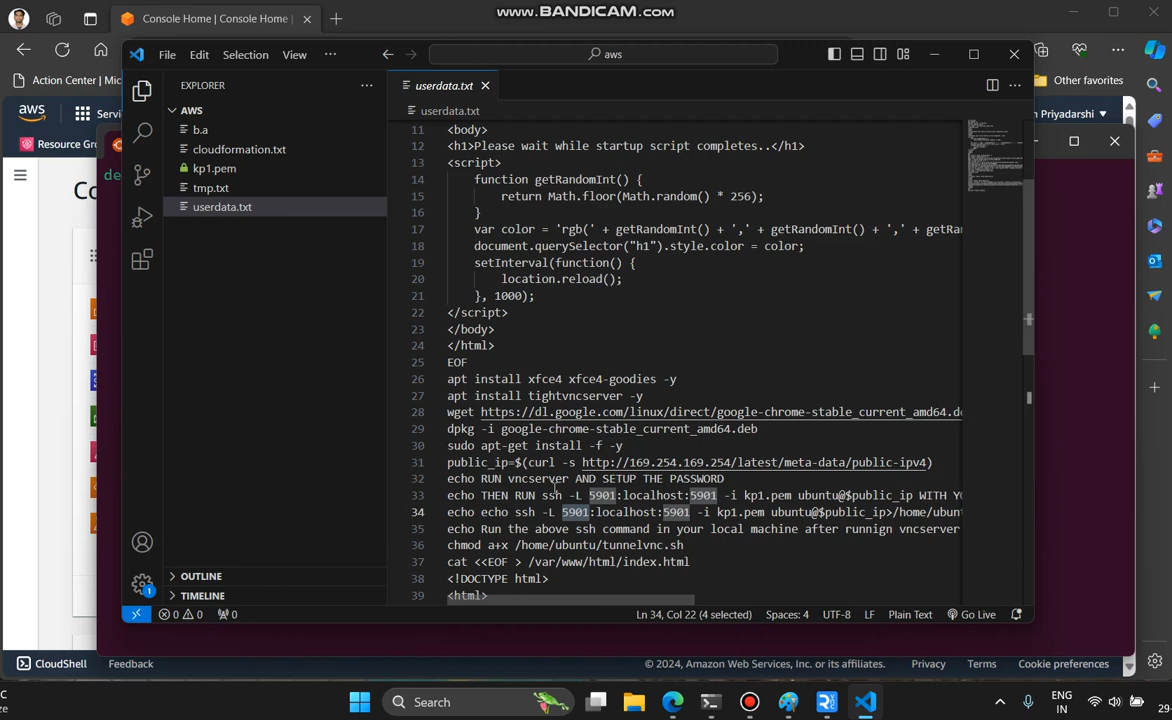 www.BANDICAM.com
Console Home | Console Home |
File Edit Selection View
aws
Action Center | Mic
Other favorites
aws
Serv
n Priyadarshi
Resource Gro
EXPLORER
AWS
b.a
cloudformation.txt
kp1.pem
tmp.txt
userdata.txt
OUTLINE
TIMELINE
userdata.txt
userdata.txt
11 <body>
12 <h1>Please wait while startup script completes..</h1>
13 <script>
14 function getRandomInt() {
15 return Math.floor(Math.random() * 256);
16 }
17 var color = 'rgb(' + getRandomInt() + ',' + getRandomInt() + ',' + getRa
18 document.querySelector("h1").style.color = color;
19 setInterval(function() {
20 location.reload();
21 }, 1000);
22 </script>
23 </body>
24 </html>
25 EOF
26 apt install xfce4 xfce4-goodies -y
27 apt install tightvncserver -y
28 wget https://dl.google.com/linux/direct/google-chrome-stable_current_amd64.de
29 dpkg -i google-chrome-stable_current_amd64.deb
30 sudo apt-get install -f -y
31 public_ip=$(curl -s http://169.254.169.254/latest/meta-data/public-ipv4)
32 echo RUN vncserver AND SETUP THE PASSWORD
33 echo THEN RUN ssh -L 5901:localhost:5901 -i kp1.pem ubuntu@$public_ip WITH YO
34 echo echo ssh -L 5901:localhost:5901 -i kp1.pem ubuntu@$public_ip>/home/ubunt
35 echo Run the above ssh command in your local machine after runnign vncserver
36 chmod a+x /home/ubuntu/tunnelvnc.sh
37 cat <<EOF > /var/www/html/index.html
38 <!DOCTYPE html>
39 <html>
de
Co
0 0 0
Ln 34, Col 22 (4 selected) Spaces: 4 UTF-8 LF Plain Text Go Live
CloudShell Feedback © 2024, Amazon Web Services, Inc. or its affiliates. Privacy Terms Cookie preferences
Search
ENG
IN
29